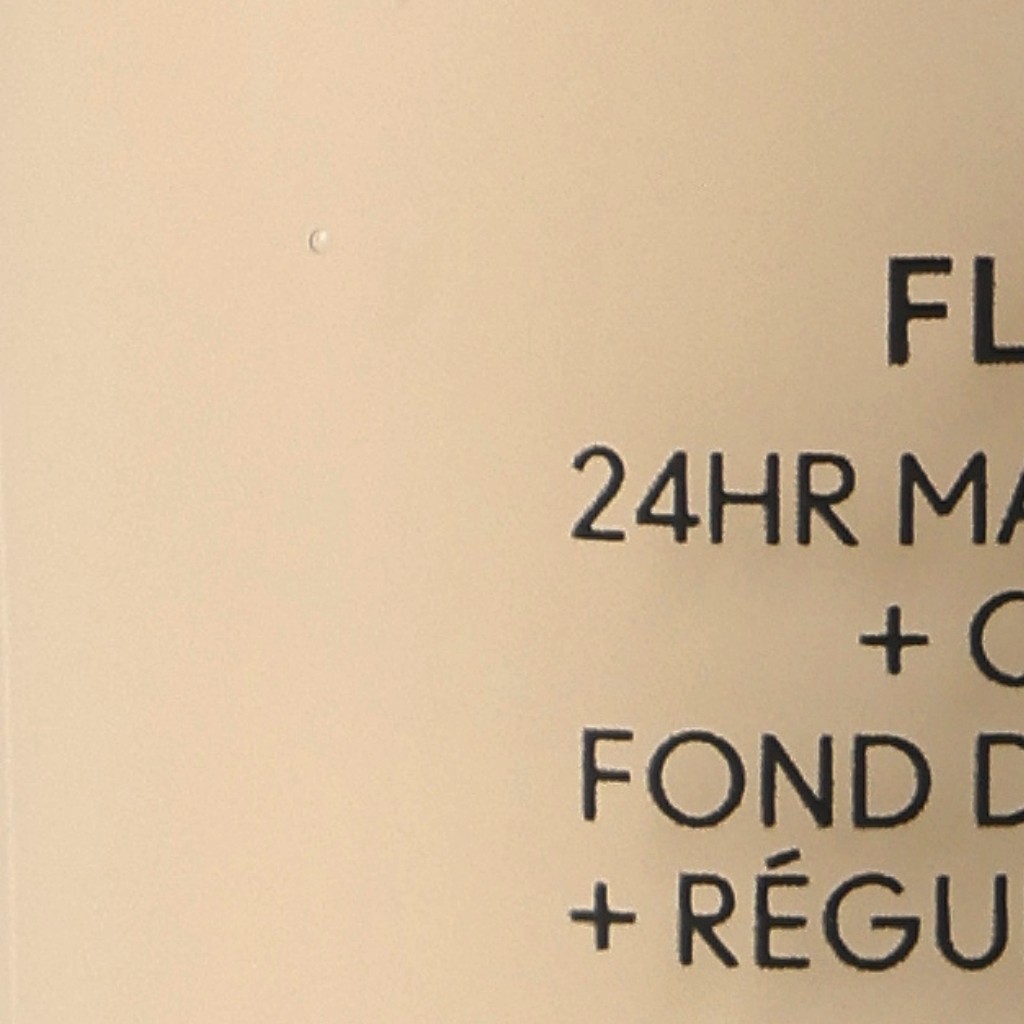 FL
24HR MA
+ 
FOND D
+ RÉGU